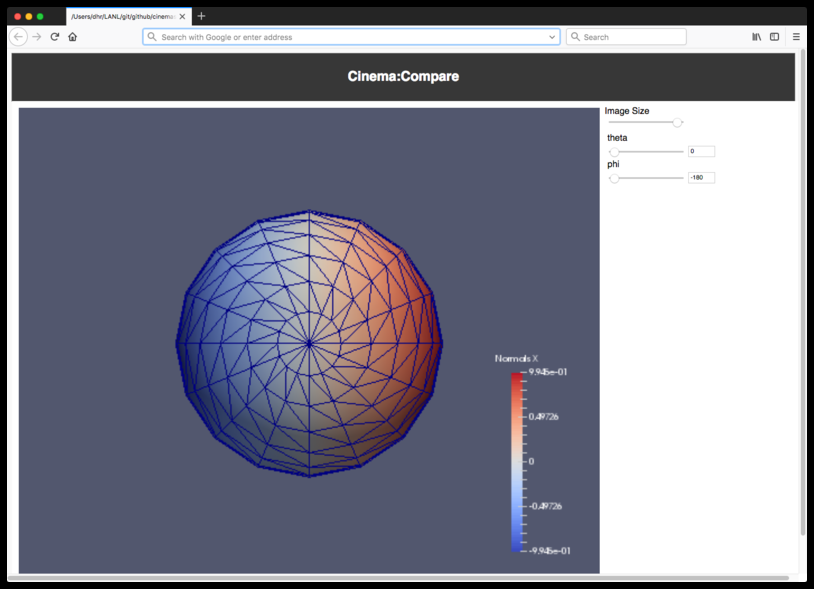 /Users/dhr/LANL/git/github/cinema
Search with Google or enter address
Search
Cinema:Compare
Image Size
theta
0
phi
-180
Normals X
9.945e-01
0.49726
0
-0.49726
-9.945e-01